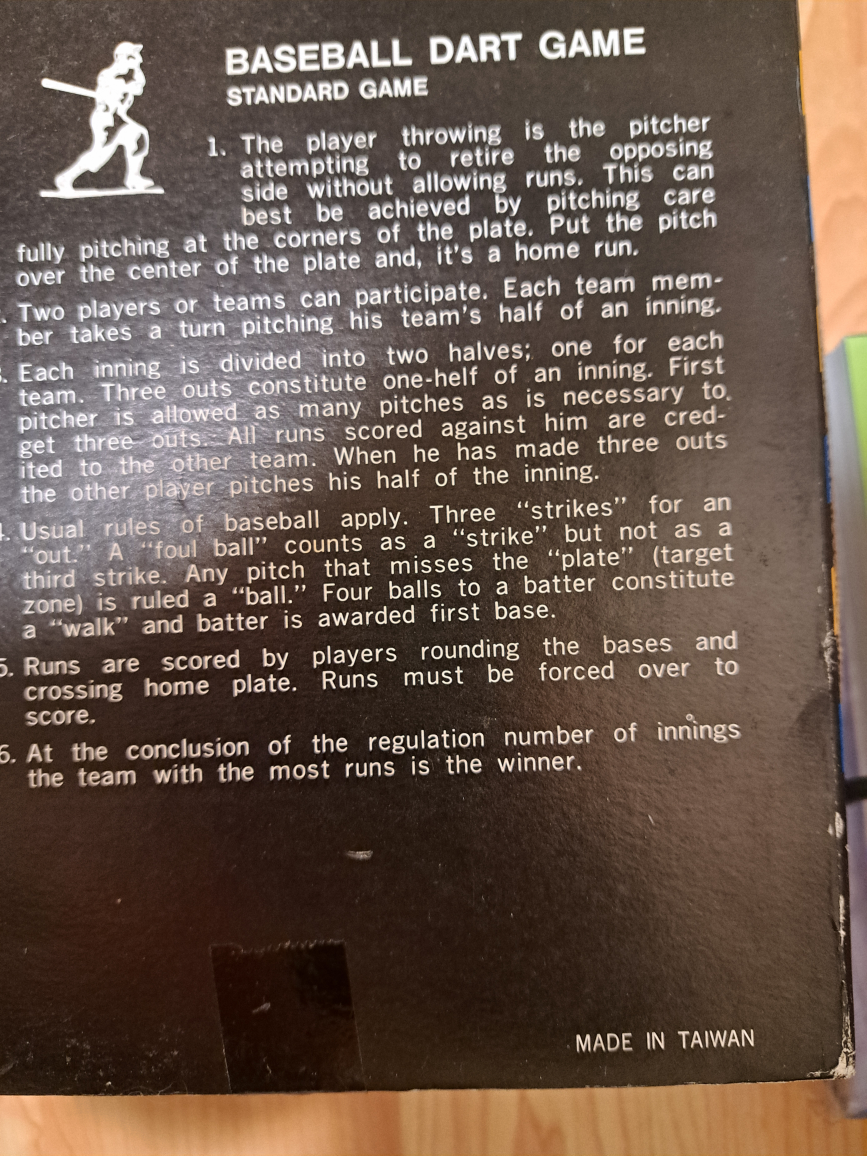 BASEBALL DART GAME
STANDARD GAME
1. The player throwing is the pitcher
attempting to retire the opposing
side without allowing runs. This can
best be achieved by pitching care
fully pitching at the corners of the plate. Put the pitch
over the center of the plate and, it's a home run.
. Two players or teams can participate. Each team mem-
ber takes a turn pitching his team's half of an inning.
3. Each inning is divided into two halves; one for each
team. Three outs constitute one-helf of an inning. First
pitcher is allowed as many pitches as is necessary to.
get three outs. All runs scored against him are cred-
ited to the other team. When he has made three outs
the other player pitches his half of the inning.
4. Usual rules of baseball apply. Three “strikes” for an
“out.” A “foul ball” counts as a “strike” but not as a
third strike. Any pitch that misses the “plate” (target
zone) is ruled a “ball.” Four balls to a batter constitute
a “walk” and batter is awarded first base.
5. Runs are scored by players rounding the bases and
crossing home plate. Runs must be forced over to
score.
6. At the conclusion of the regulation number of innings
the team with the most runs is the winner.
MADE IN TAIWAN